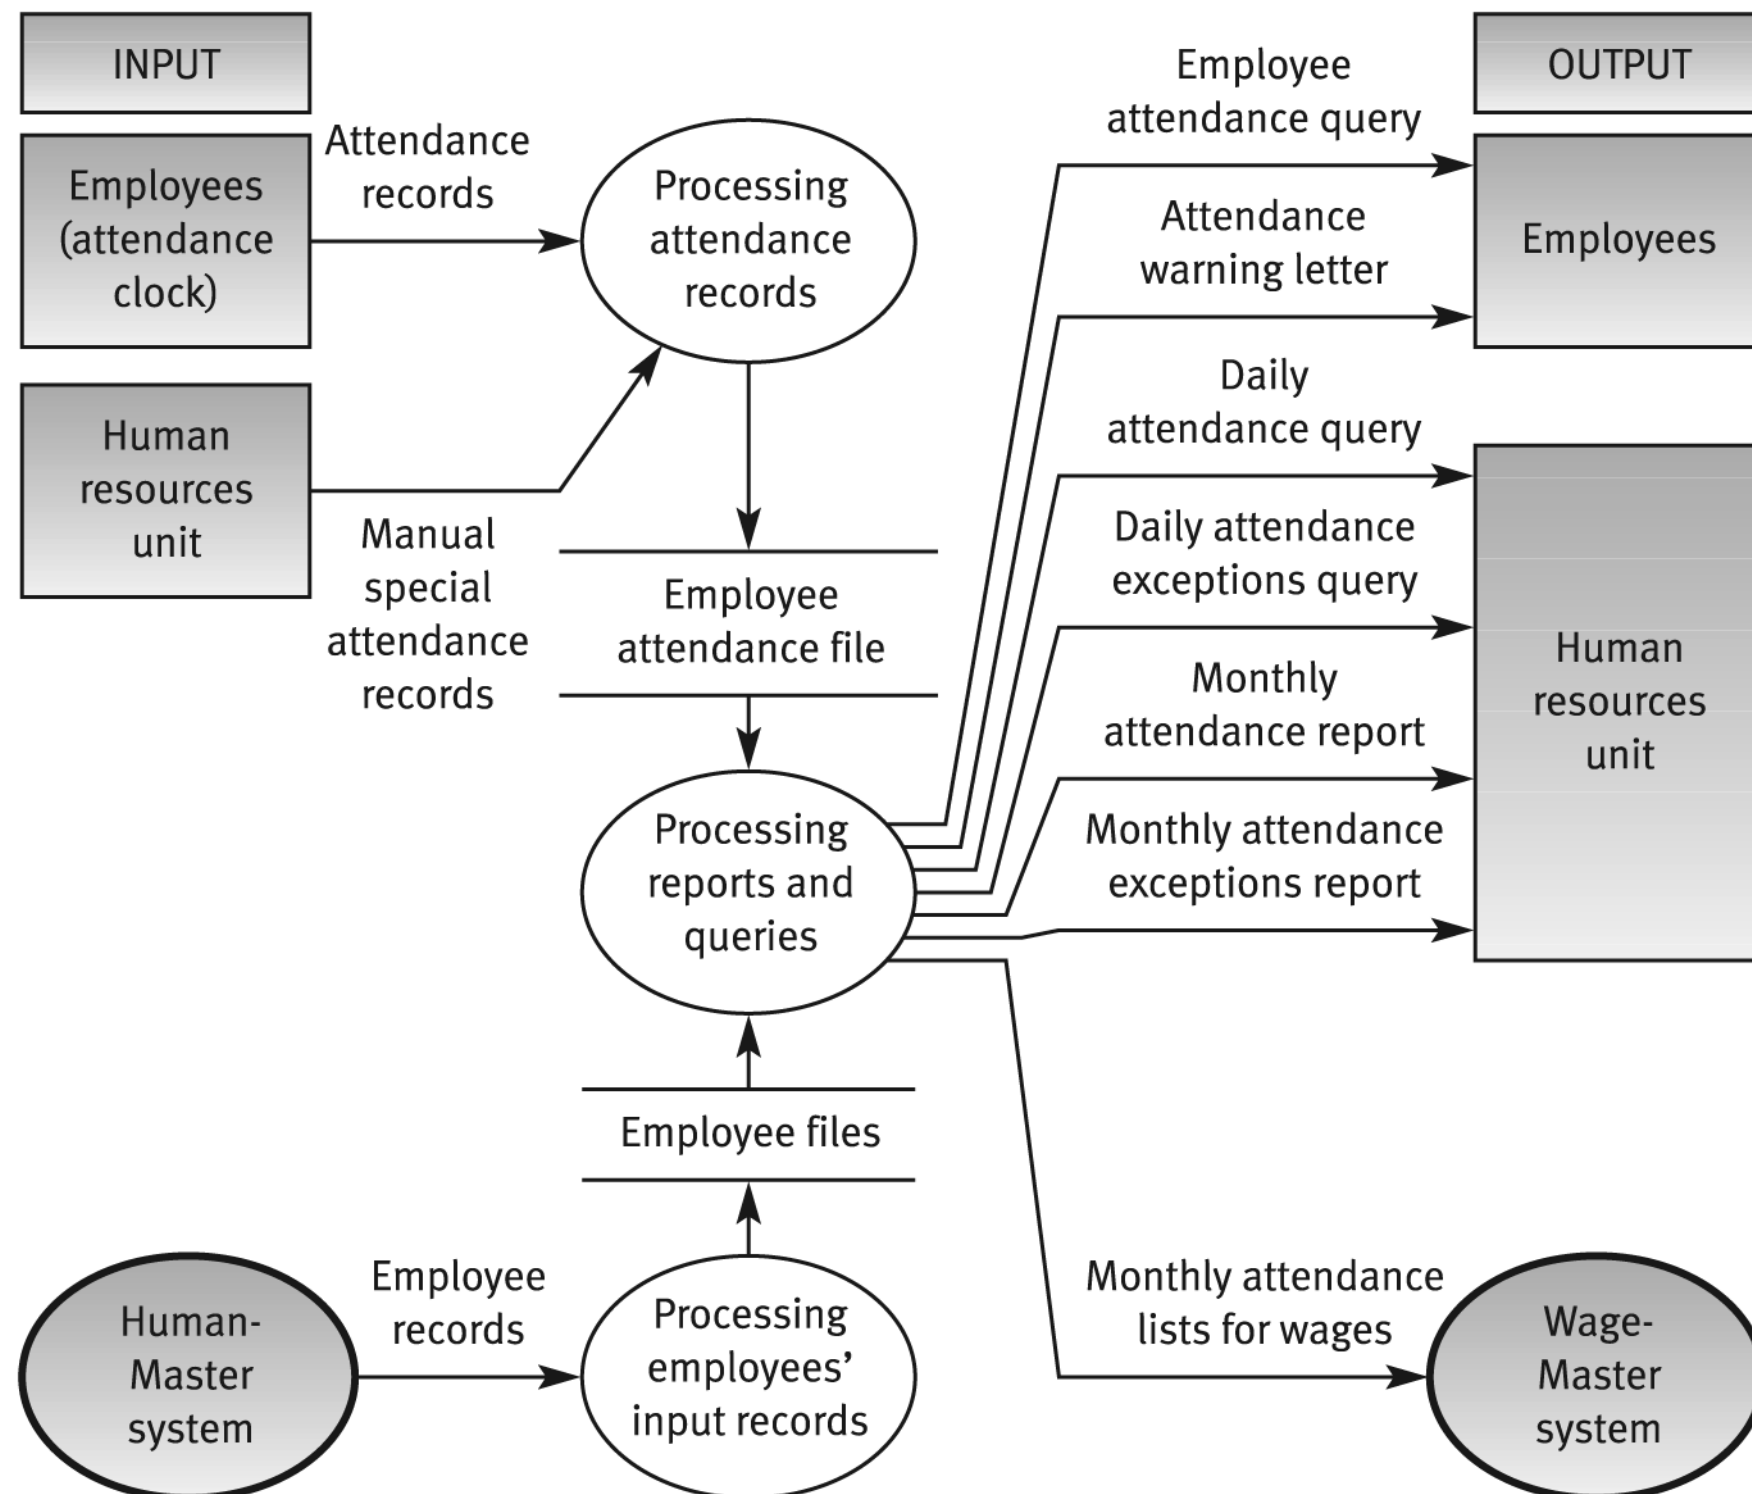 INPUT
Employees
(attendance
clock)
Attendance
records
Human
resources
unit
Manual
special
attendance
records
Processing
attendance
records
Employee
attendance file
Processing
reports and
queries
Employee files
Human-
Master
system
Employee
records
Processing
employees’
input records
OUTPUT
Employee
attendance query
Attendance
warning letter
Employees
Daily
attendance query
Daily attendance
exceptions query
Monthly
attendance report
Monthly attendance
exceptions report
Human
resources
unit
Monthly attendance
lists for wages
Wage-
Master
system